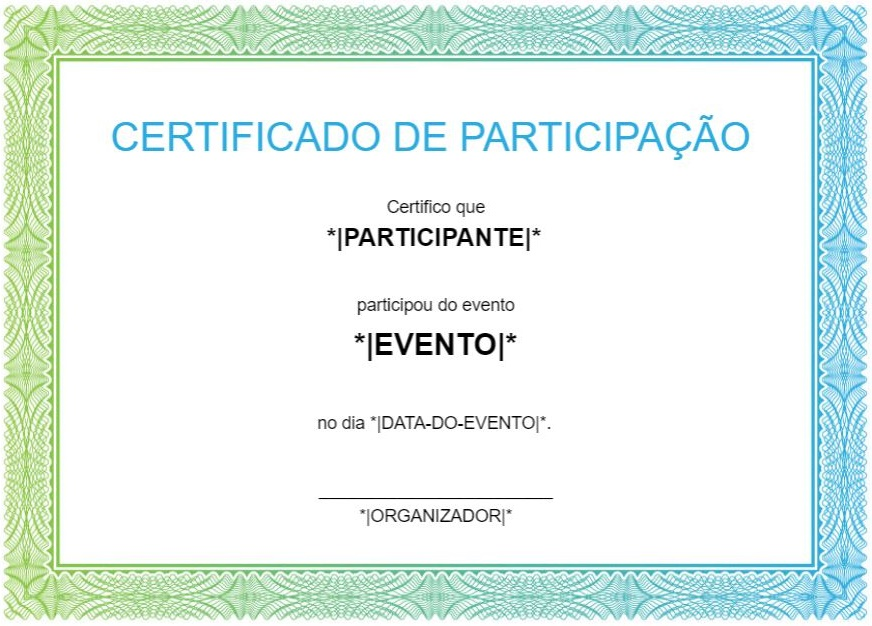 CERTIFICADO DE PARTICIPAÇÃO
Certifico que
*|PARTICIPANTE|*
participou do evento
*|EVENTO|*
no dia *|DATA-DO-EVENTO|*.
*|ORGANIZADOR|*